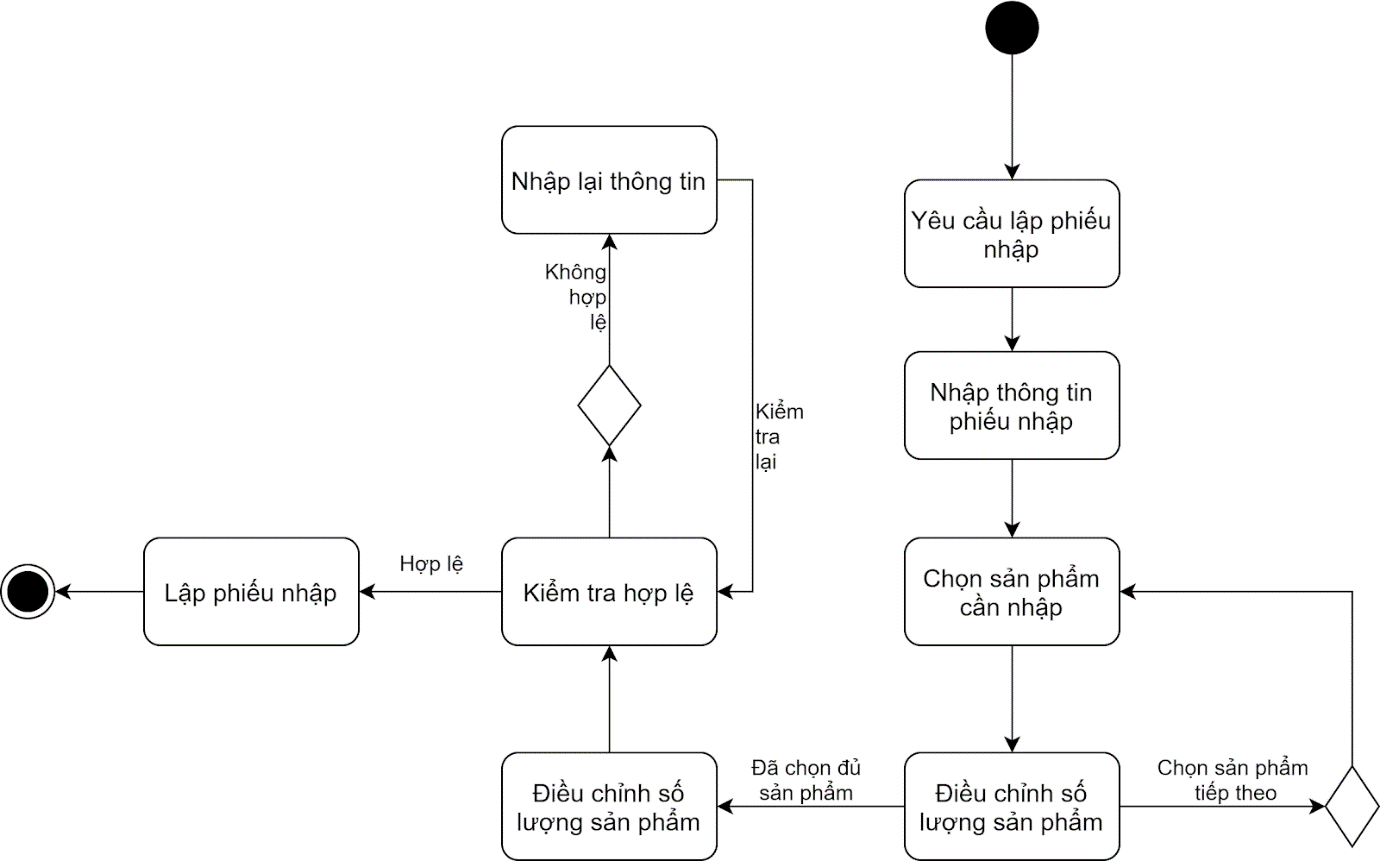 Yêu cầu lập phiếu
nhập
Nhập thông tin
phiếu nhập
Chọn sản phẩm
cần nhập
Điều chỉnh số
lượng sản phẩm
Chọn sản phẩm
tiếp theo
Đã chọn đủ
sản phẩm
Điều chỉnh số
lượng sản phẩm
Kiểm tra hợp lệ
Không
hợp
lệ
Nhập lại thông tin
Kiểm
tra
lại
Hợp lệ
Lập phiếu nhập